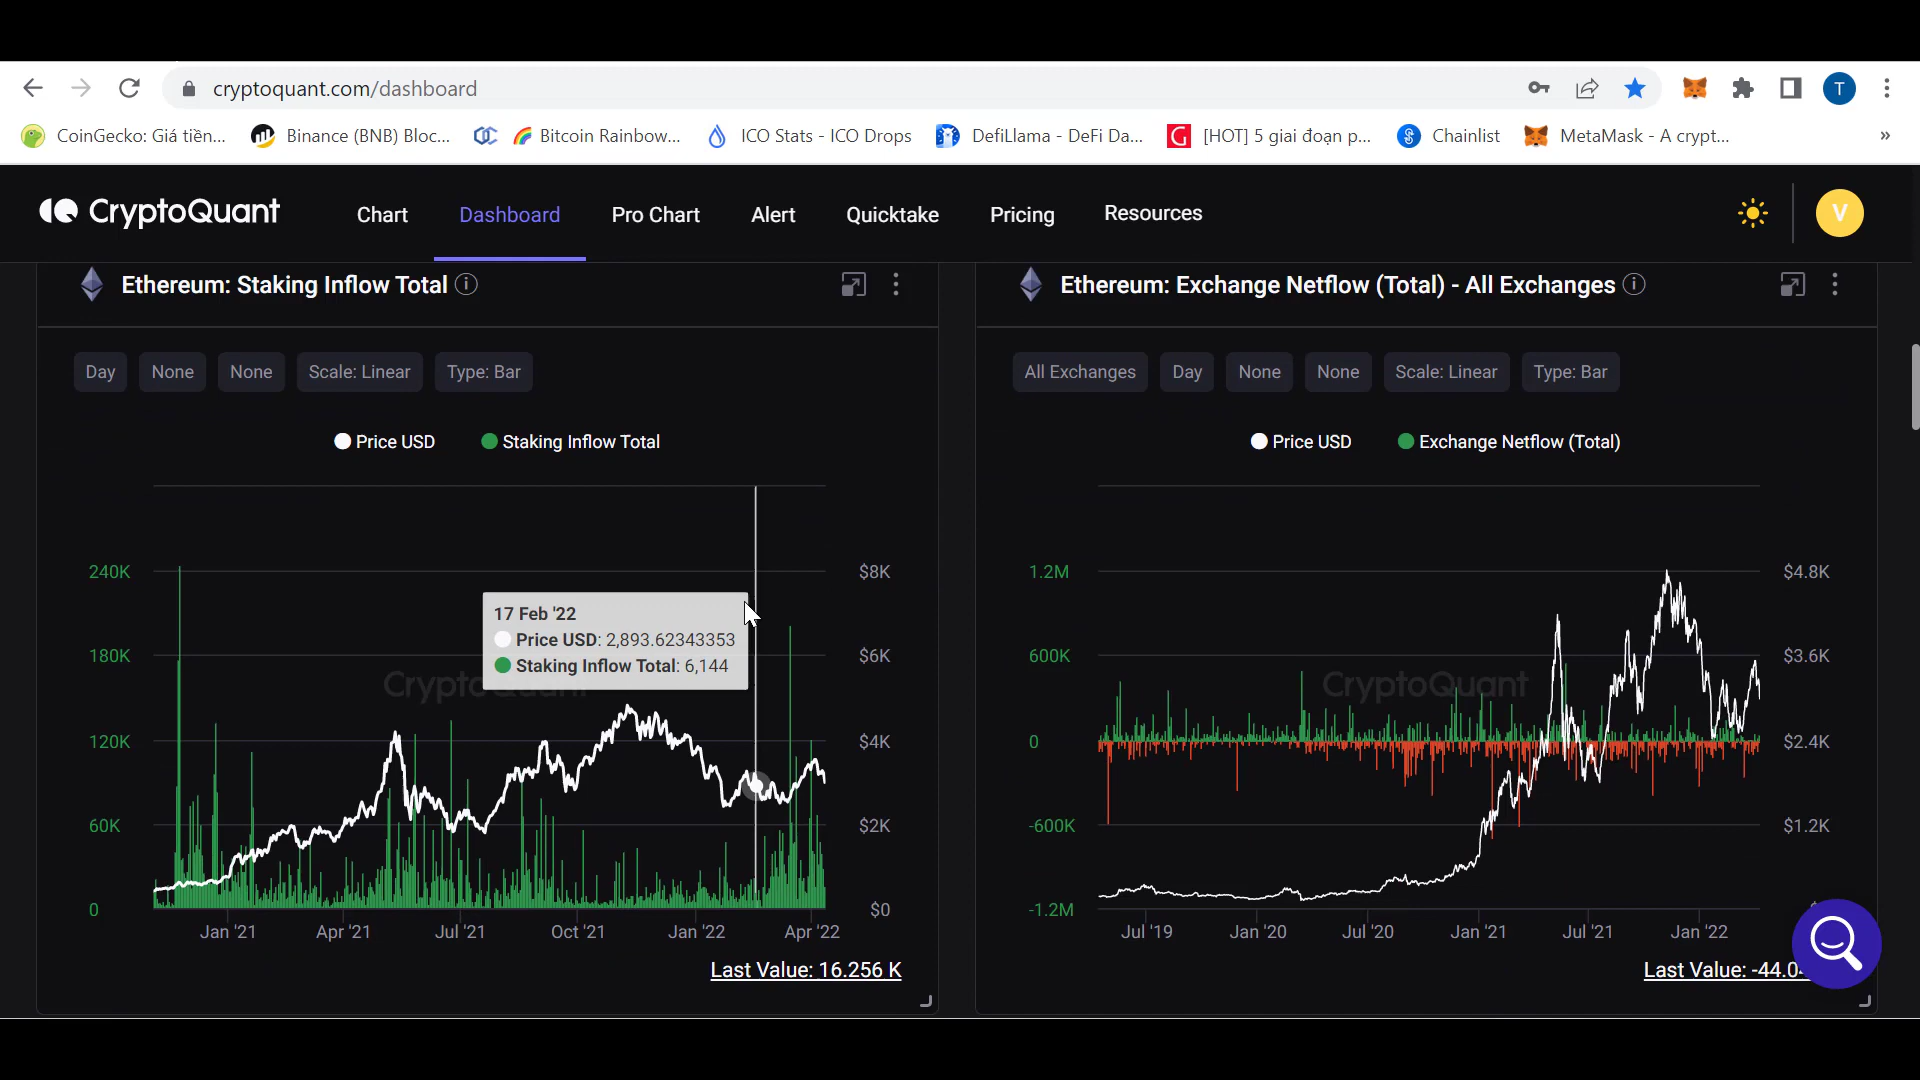 cryptoquant.com/dashboard
T
CoinGecko: Giá tiền...
Binance (BNB) Bloc...
Bitcoin Rainbow...
ICO Stats - ICO Drops
DefiLlama - DeFi Da...
[HOT] 5 giai đoạn p...
Chainlist
MetaMask - A crypt...
»
CryptoQuant
Chart
Dashboard
Pro Chart
Alert
Quicktake
Pricing
Resources
V
Ethereum: Staking Inflow Total
Day
None
None
Scale: Linear
Type: Bar
Price USD
Staking Inflow Total
240K
180K
120K
60K
0
$8K
$6K
$4K
$2K
$0
17 Feb '22
Price USD: 2,893.62343353
Staking Inflow Total: 6,144
CryptoQuant
Jan '21
Apr '21
Jul '21
Oct '21
Jan '22
Apr '22
Last Value: 16.256 K
Ethereum: Exchange Netflow (Total) - All Exchanges
All Exchanges
Day
None
None
Scale: Linear
Type: Bar
Price USD
Exchange Netflow (Total)
1.2M
600K
0
-600K
-1.2M
$4.8K
$3.6K
$2.4K
$1.2K
CryptoQuant
Jul '19
Jan '20
Jul '20
Jan '21
Jul '21
Jan '22
Last Value: -44.0